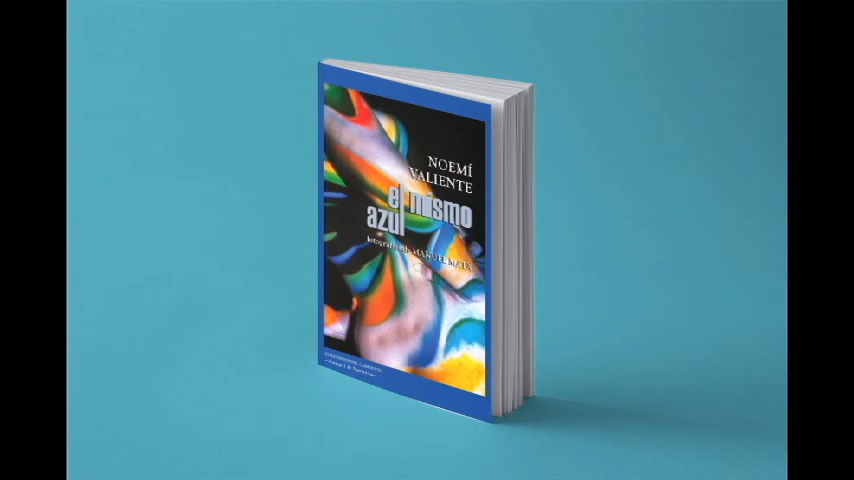 NOEMÍ
VALIENTE
el mismo
azul
fotografías de MANUEL MATA